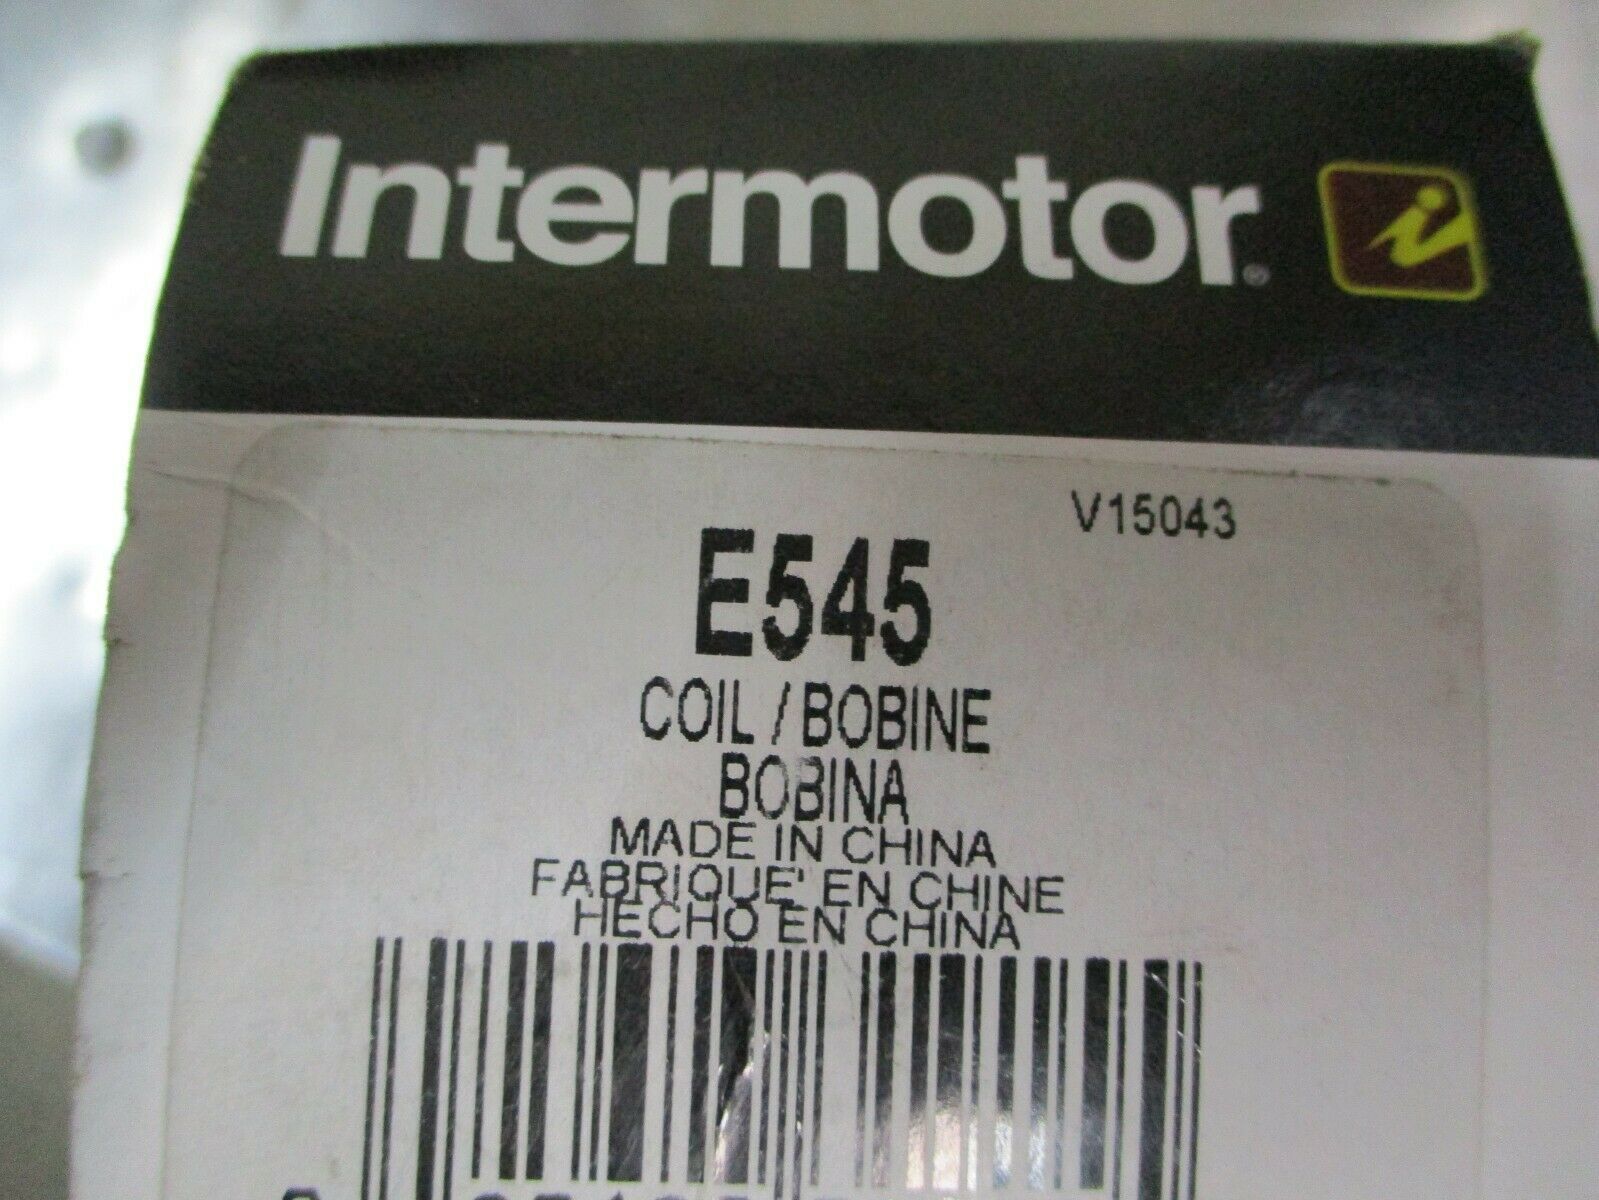 Intermotor®
V15043
E545
COIL / BOBINE
BOBINA
MADE IN CHINA
FABRIQUE' EN CHINE
HECHO EN CHINA